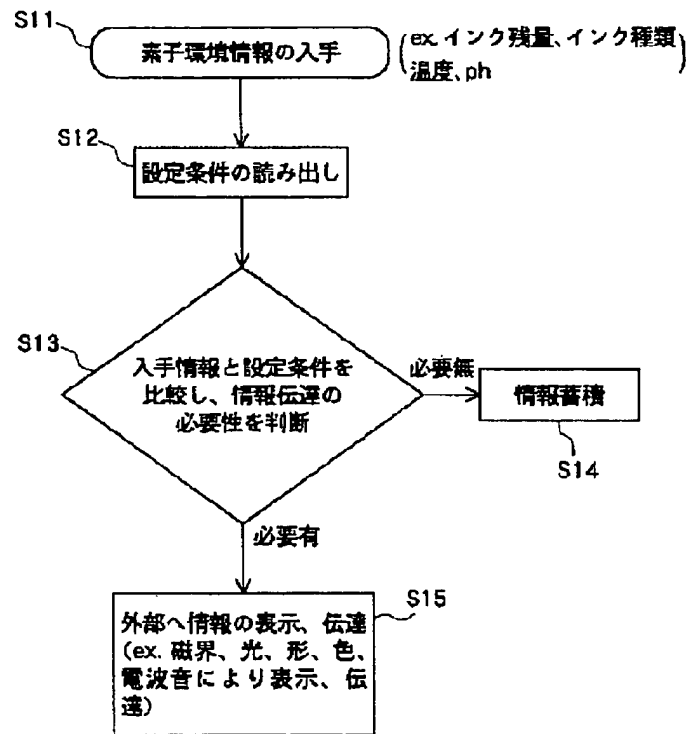 S11
素子環境情報の入手
(ex.インク残量、インク種類
温度、ph)
S12
設定条件の読み出し
S13
入手情報と設定条件を
比較し、情報伝達の
必要性を判断
必要無
情報蓄積
S14
必要有
S15
外部へ情報の表示、伝達
(ex. 磁界、光、形、色、
電波音により表示、伝
達)